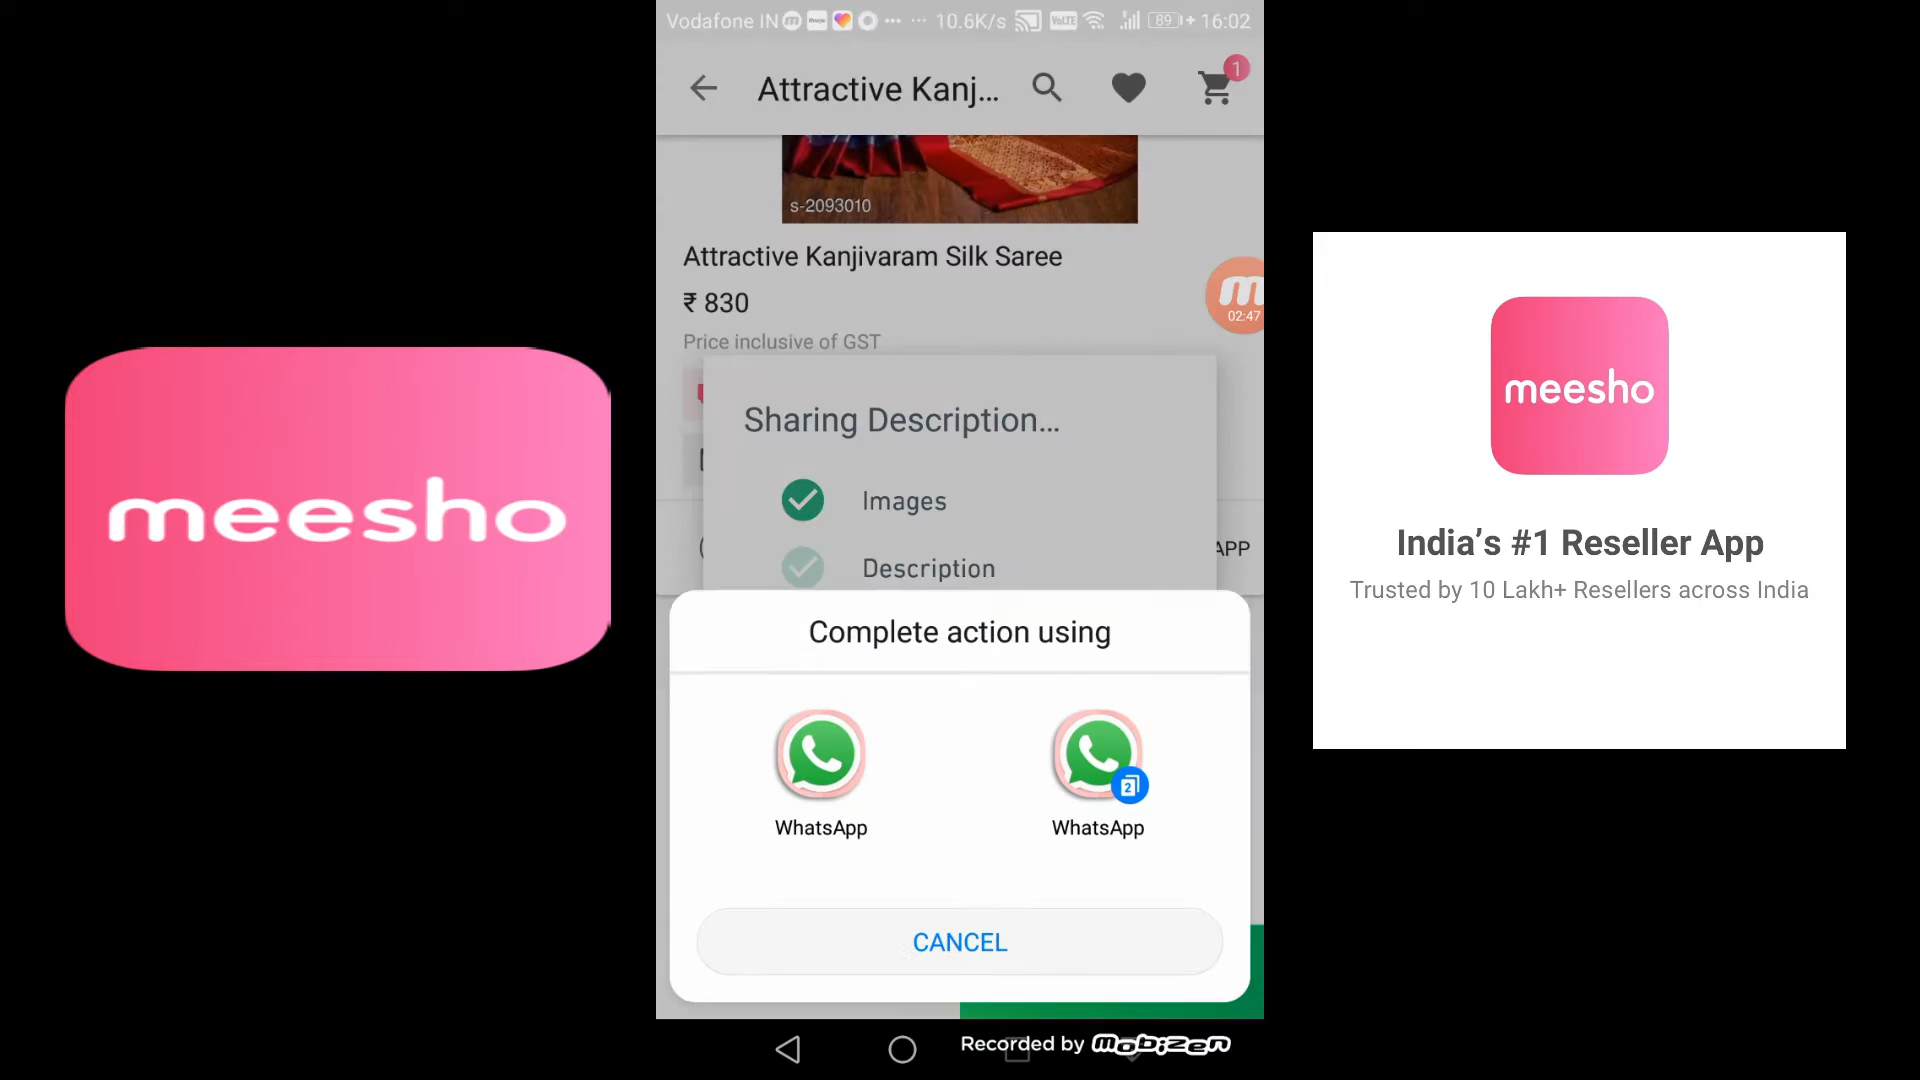 Vodafone IN
10.6K/s
VoLTE
89
16:02
Attractive Kanj...
1
s-2093010
Attractive Kanjivaram Silk Saree
₹ 830
02:47
Price inclusive of GST
Sharing Description...
Images
APP
Description
Complete action using
2
WhatsApp
WhatsApp
CANCEL
Recorded by Mobizen
meesho
meesho
India's #1 Reseller App
Trusted by 10 Lakh+ Resellers across India